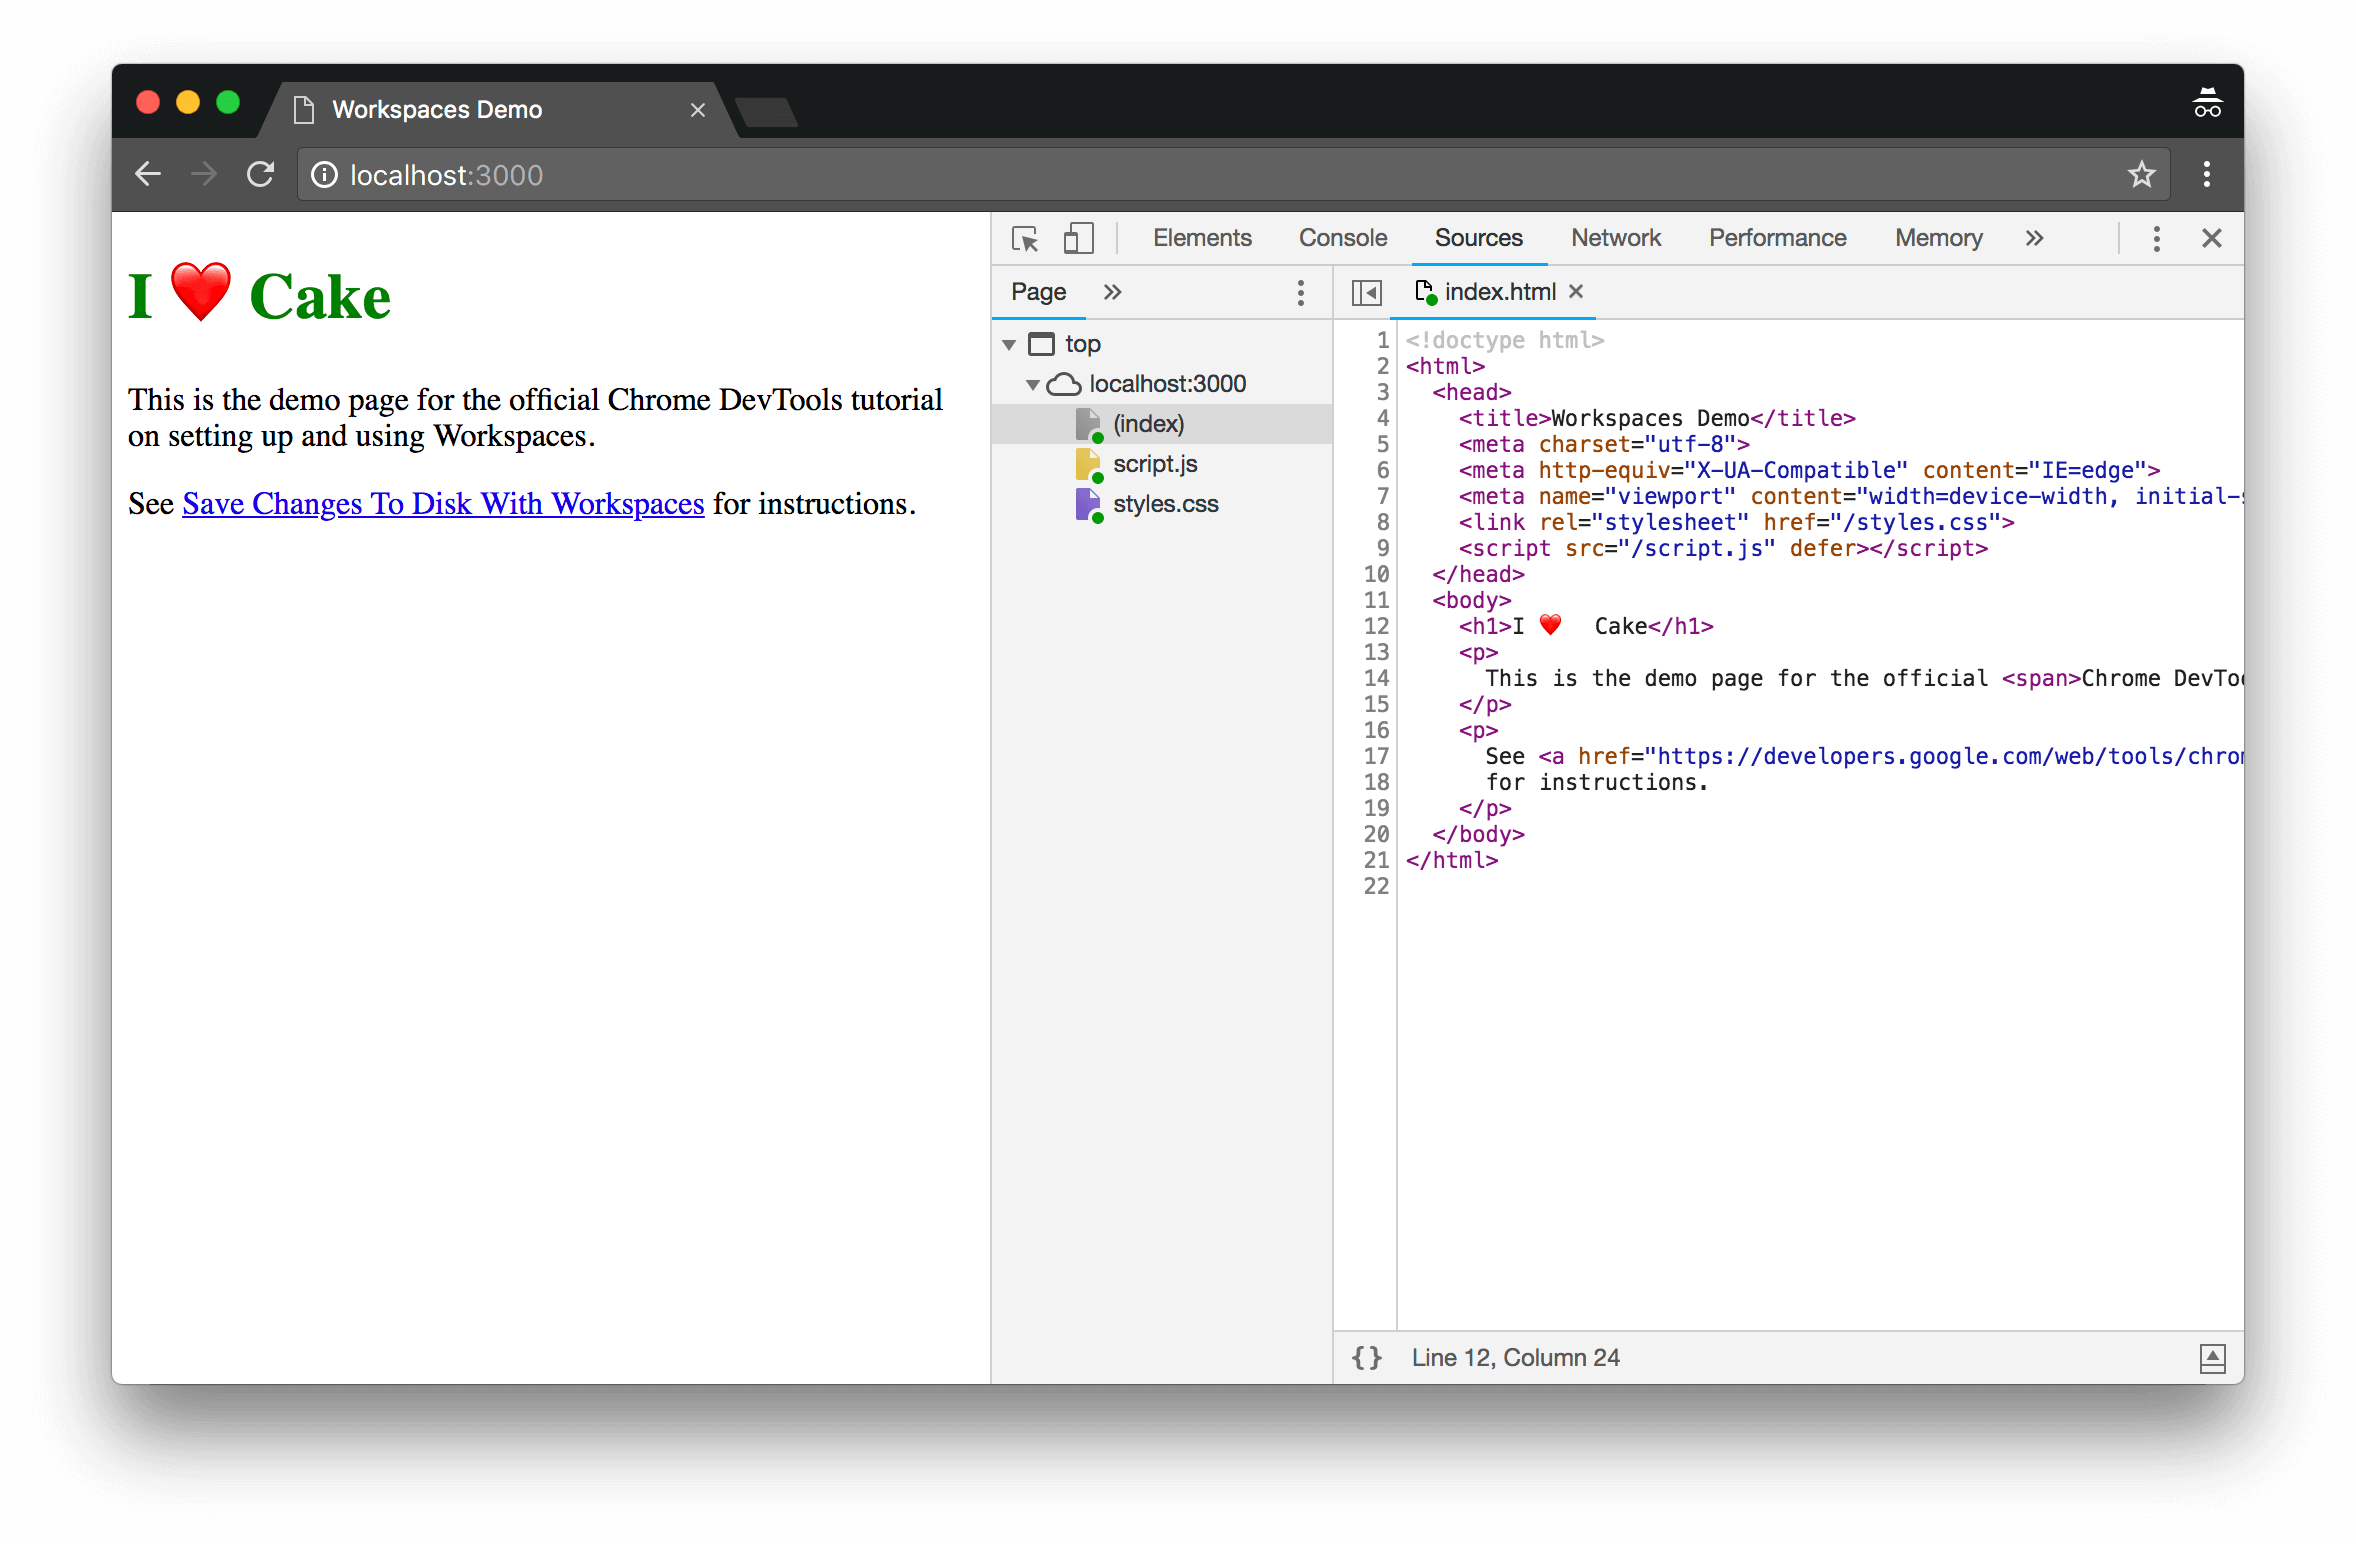 Workspaces Demo
localhost:3000
I ❤️ Cake
This is the demo page for the official Chrome DevTools tutorial
on setting up and using Workspaces.
See Save Changes To Disk With Workspaces for instructions.
Elements Console Sources Network Performance Memory
Page
top
localhost:3000
(index)
script.js
styles.css
index.html
1 <!doctype html>
2 <html>
3 <head>
4 <title>Workspaces Demo</title>
5 <meta charset="utf-8">
6 <meta http-equiv="X-UA-Compatible" content="IE=edge">
7 <meta name="viewport" content="width=device-width, initial-
8 <link rel="stylesheet" href="/styles.css">
9 <script src="/script.js" defer></script>
10 </head>
11 <body>
12 <h1>I ❤️ Cake</h1>
13 <p>
14 This is the demo page for the official <span>Chrome DevToo
15 </p>
16 <p>
17 See <a href="https://developers.google.com/web/tools/chrom
18 for instructions.
19 </p>
20 </body>
21 </html>
22
{} Line 12, Column 24